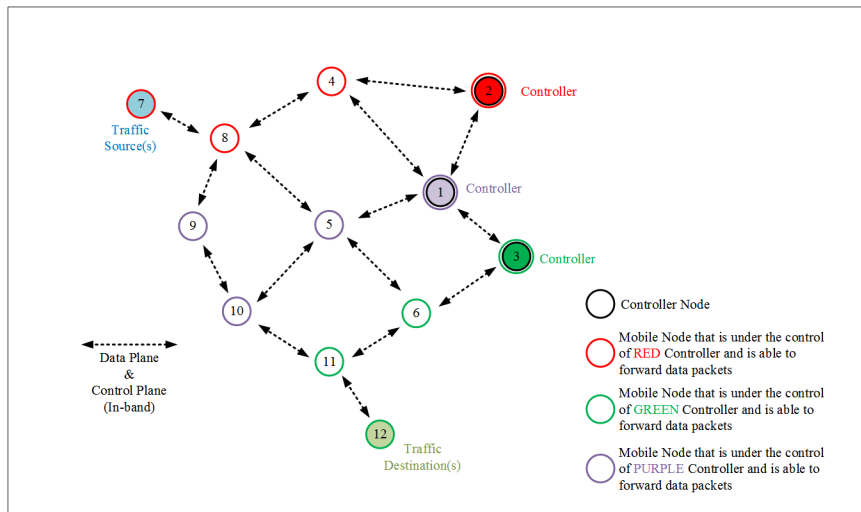 4
2
Controller
7
Traffic
Source(s)
8
1
Controller
9
5
3
Controller
10
6
11
12
Traffic
Destination(s)
Data Plane
&
Control Plane
(In-band)
Controller Node
Mobile Node that is under the control
of RED Controller and is able to
forward data packets
Mobile Node that is under the control
of GREEN Controller and is able to
forward data packets
Mobile Node that is under the control
of PURPLE Controller and is able to
forward data packets